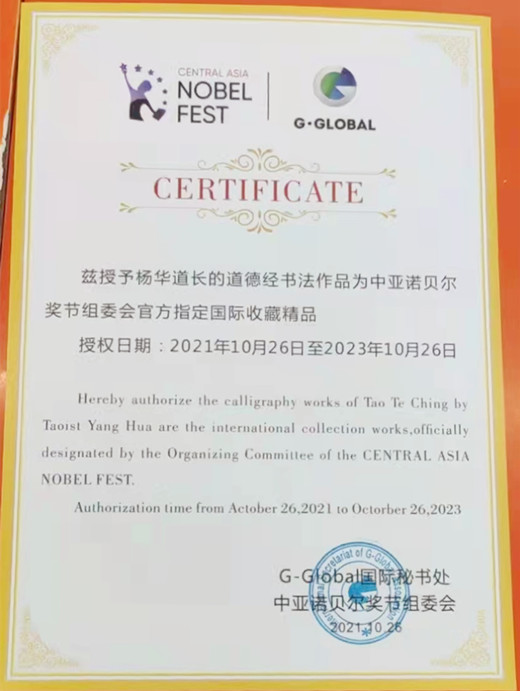 CENTRAL ASIA
NOBEL
FEST
G·GLOBAL
CERTIFICATE
兹授予杨华道长的道德经书法作品为中亚诺贝尔
奖节组委会官方指定国际收藏精品
授权日期：2021年10月26日至2023年10月26日
Hereby authorize the calligraphy works of Tao Te Ching by
Taoist Yang Hua are the international collection works,officially
designated by the Organizing Committee of the CENTRAL ASIA
NOBEL FEST.
Authorization time from Actober 26,2021 to Octorber 26,2023
G-Global国际秘书处
中亚诺贝尔奖节组委会
2021.10.26
Secretariat of G-Global